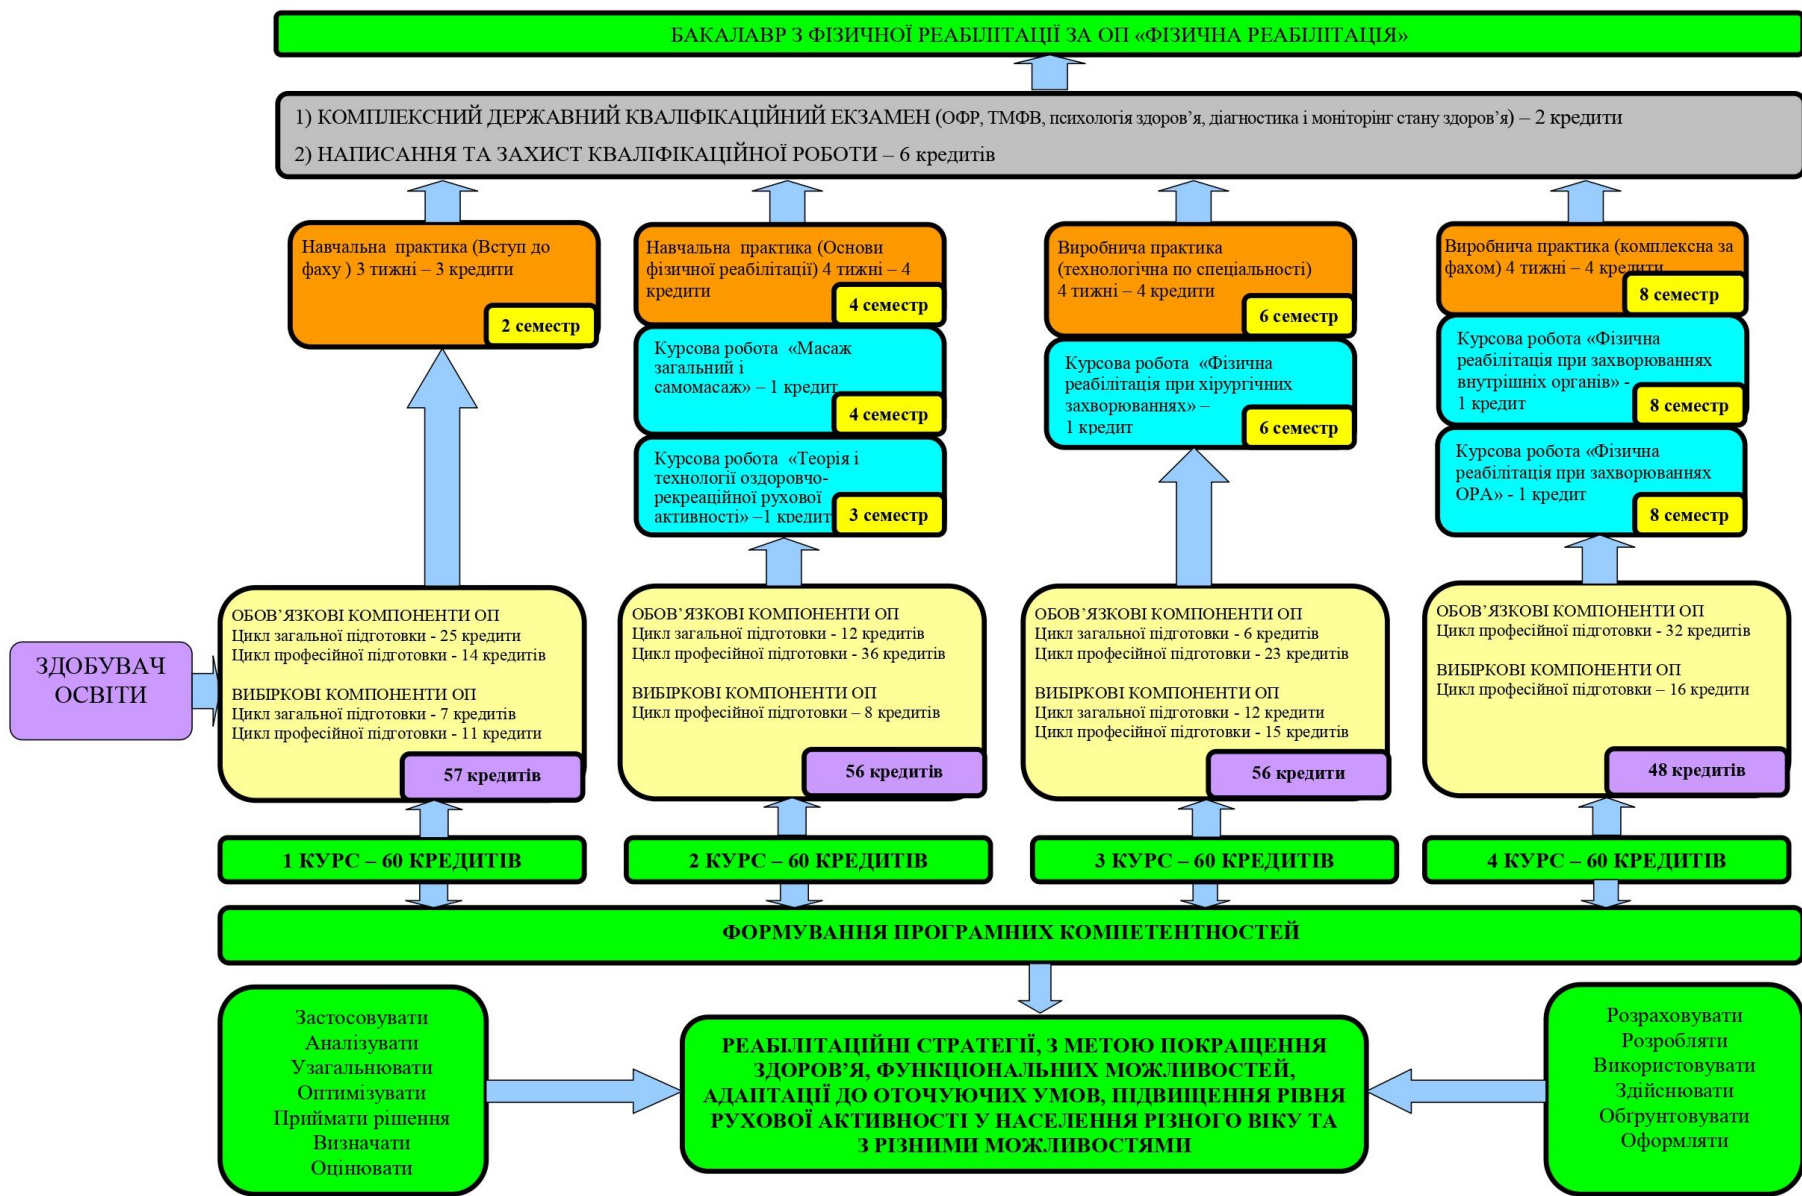 БАКАЛАВР З ФІЗИЧНОЇ РЕАБІЛІТАЦІЇ ЗА ОП «ФІЗИЧНА РЕАБІЛІТАЦІЯ»
1) КОМПЛЕКСНИЙ ДЕРЖАВНИЙ КВАЛІФІКАЦІЙНИЙ ЕКЗАМЕН (ОФР, ТМФВ, психологія здоров’я, діагностика і моніторінг стану здоров’я) – 2 кредити
2) НАПИСАННЯ ТА ЗАХИСТ КВАЛІФІКАЦІЙНОЇ РОБОТИ – 6 кредитів
Навчальна практика (Вступ до
фаху ) 3 тижні – 3 кредити
2 семестр
Навчальна практика (Основи
фізичної реабілітації) 4 тижні – 4
кредити
4 семестр
Курсова робота «Масаж
загальний і
самомасаж» – 1 кредит
4 семестр
Курсова робота «Теорія і
технології оздоровчо-
рекреаційної рухової
активності» –1 кредит
3 семестр
Виробнича практика
(технологічна по спеціальності)
4 тижні – 4 кредити
6 семестр
Курсова робота «Фізична
реабілітація при хірургічних
захворюваннях» –
1 кредит
6 семестр
Виробнича практика (комплексна за
фахом) 4 тижні – 4 кредити
8 семестр
Курсова робота «Фізична
реабілітація при захворюваннях
внутрішніх органів» -
1 кредит
8 семестр
Курсова робота «Фізична
реабілітація при захворюваннях
ОРА» - 1 кредит
8 семестр
ЗДОБУВАЧ
ОСВІТИ
ОБОВ’ЯЗКОВІ КОМПОНЕНТИ ОП
Цикл загальної підготовки - 25 кредити
Цикл професійної підготовки - 14 кредитів
ВИБІРКОВІ КОМПОНЕНТИ ОП
Цикл загальної підготовки - 7 кредитів
Цикл професійної підготовки - 11 кредити
57 кредитів
ОБОВ’ЯЗКОВІ КОМПОНЕНТИ ОП
Цикл загальної підготовки - 12 кредитів
Цикл професійної підготовки - 36 кредитів
ВИБІРКОВІ КОМПОНЕНТИ ОП
Цикл професійної підготовки – 8 кредитів
56 кредитів
ОБОВ’ЯЗКОВІ КОМПОНЕНТИ ОП
Цикл загальної підготовки - 6 кредитів
Цикл професійної підготовки - 23 кредитів
ВИБІРКОВІ КОМПОНЕНТИ ОП
Цикл загальної підготовки - 12 кредити
Цикл професійної підготовки - 15 кредитів
56 кредити
ОБОВ’ЯЗКОВІ КОМПОНЕНТИ ОП
Цикл професійної підготовки - 32 кредитів
ВИБІРКОВІ КОМПОНЕНТИ ОП
Цикл професійної підготовки – 16 кредити
48 кредитів
1 КУРС – 60 КРЕДИТІВ
2 КУРС – 60 КРЕДИТІВ
3 КУРС – 60 КРЕДИТІВ
4 КУРС – 60 КРЕДИТІВ
ФОРМУВАННЯ ПРОГРАМНИХ КОМПЕТЕНТНОСТЕЙ
Застосовувати
Аналізувати
Узагальнювати
Оптимізувати
Приймати рішення
Визначати
Оцінювати
РЕАБІЛІТАЦІЙНІ СТРАТЕГІЇ, З МЕТОЮ ПОКРАЩЕННЯ
ЗДОРОВ’Я, ФУНКЦІОНАЛЬНИХ МОЖЛИВОСТЕЙ,
АДАПТАЦІЇ ДО ОТОЧУЮЧИХ УМОВ, ПІДВИЩЕННЯ РІВНЯ
РУХОВОЇ АКТИВНОСТІ У НАСЕЛЕННЯ РІЗНОГО ВІКУ ТА
З РІЗНИМИ МОЖЛИВОСТЯМИ
Розраховувати
Розробляти
Використовувати
Здійснювати
Обґрунтовувати
Оформляти